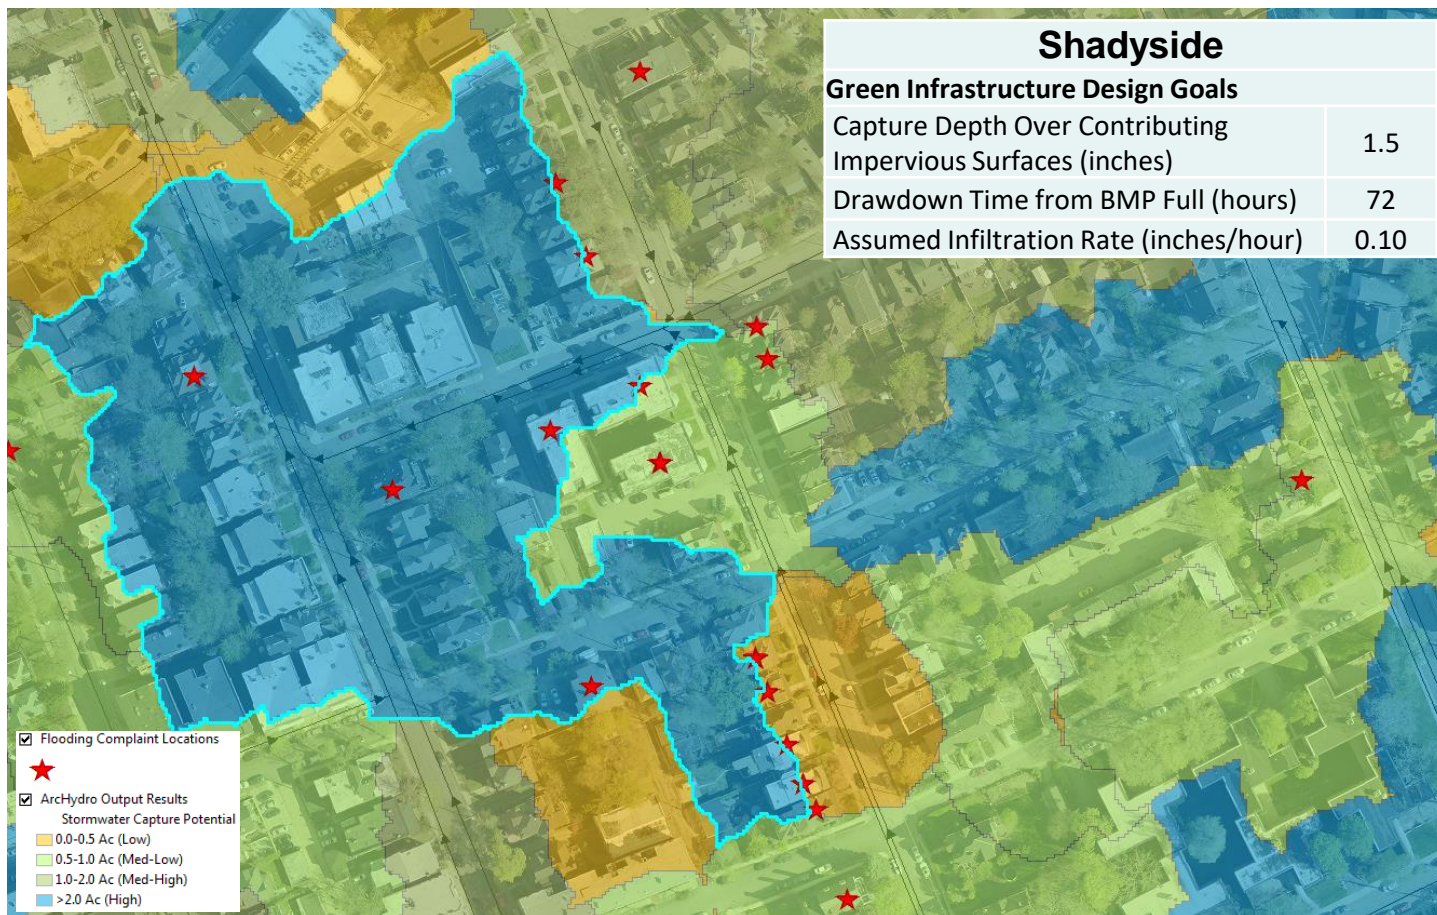 Shadyside
Green Infrastructure Design Goals
Capture Depth Over Contributing
Impervious Surfaces (inches)
1.5
Drawdown Time from BMP Full (hours)
72
Assumed Infiltration Rate (inches/hour)
0.10
Flooding Complaint Locations
ArcHydro Output Results
Stormwater Capture Potential
0.0-0.5 Ac (Low)
0.5-1.0 Ac (Med-Low)
1.0-2.0 Ac (Med-High)
>2.0 Ac (High)